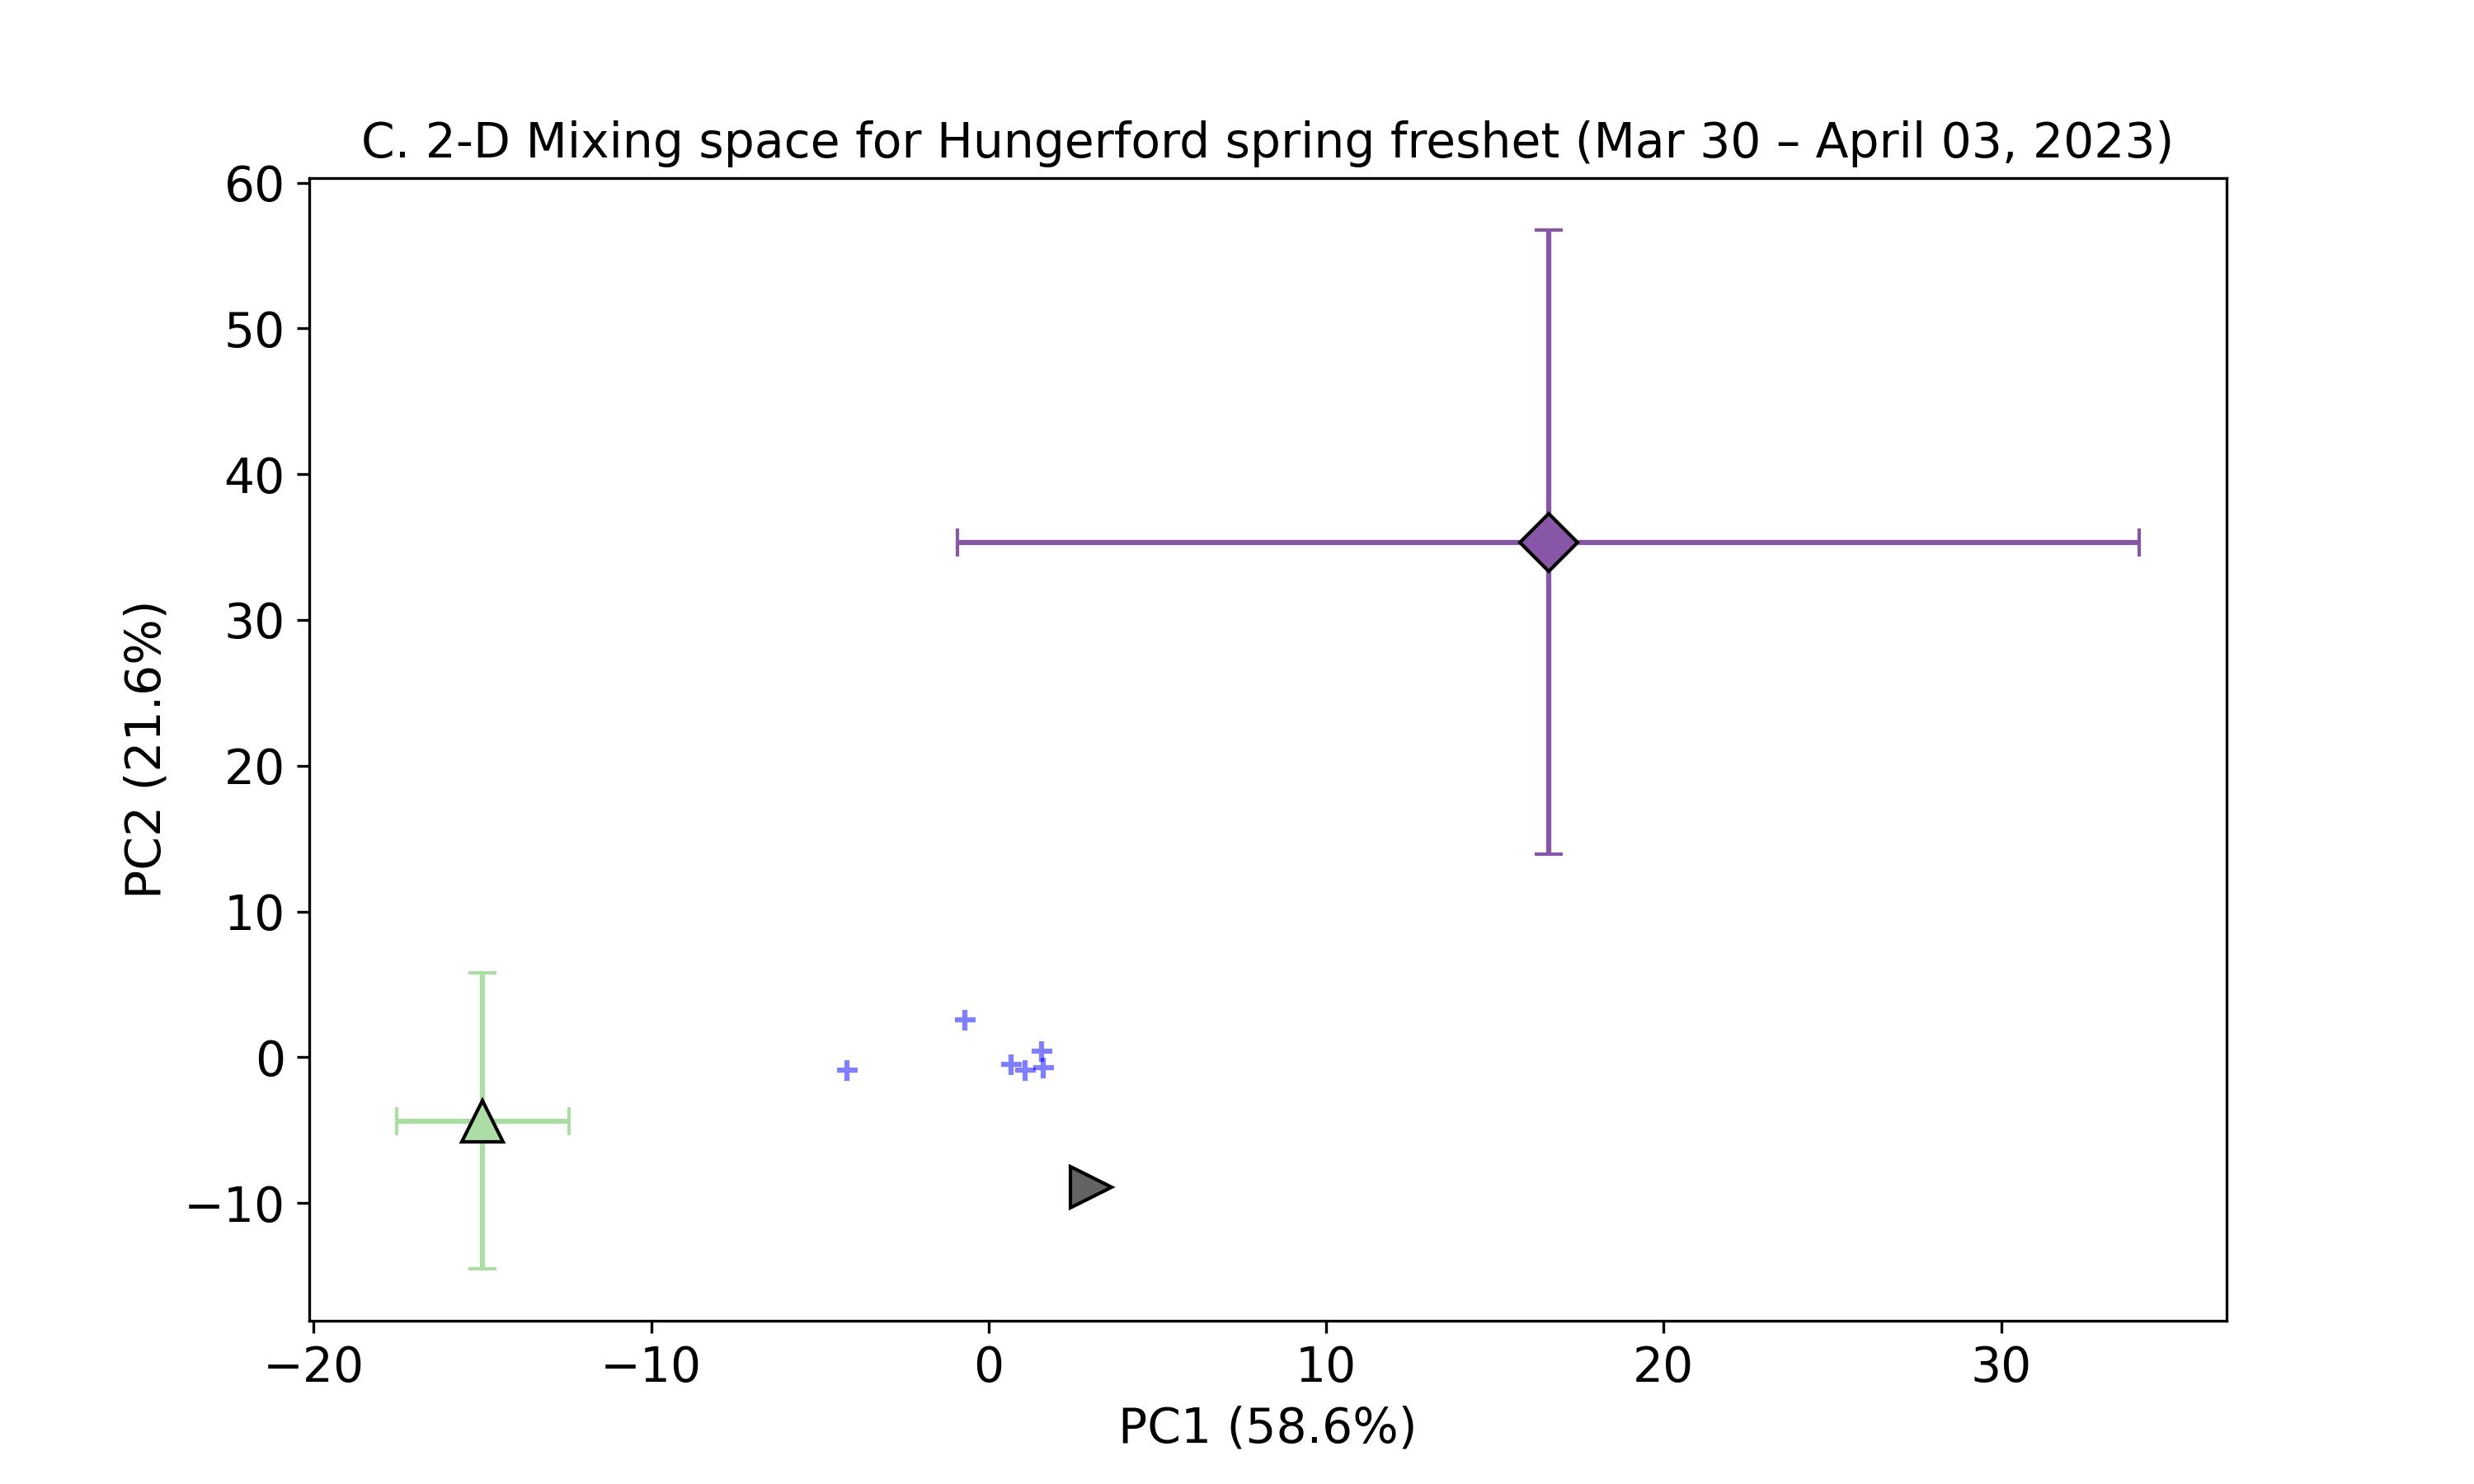 C. 2-D Mixing space for Hungerford spring freshet (Mar 30 – April 03, 2023)
60
50
40
30
20
10
0
−10
PC2 (21.6%)
−20 −10 0 10 20 30
PC1 (58.6%)